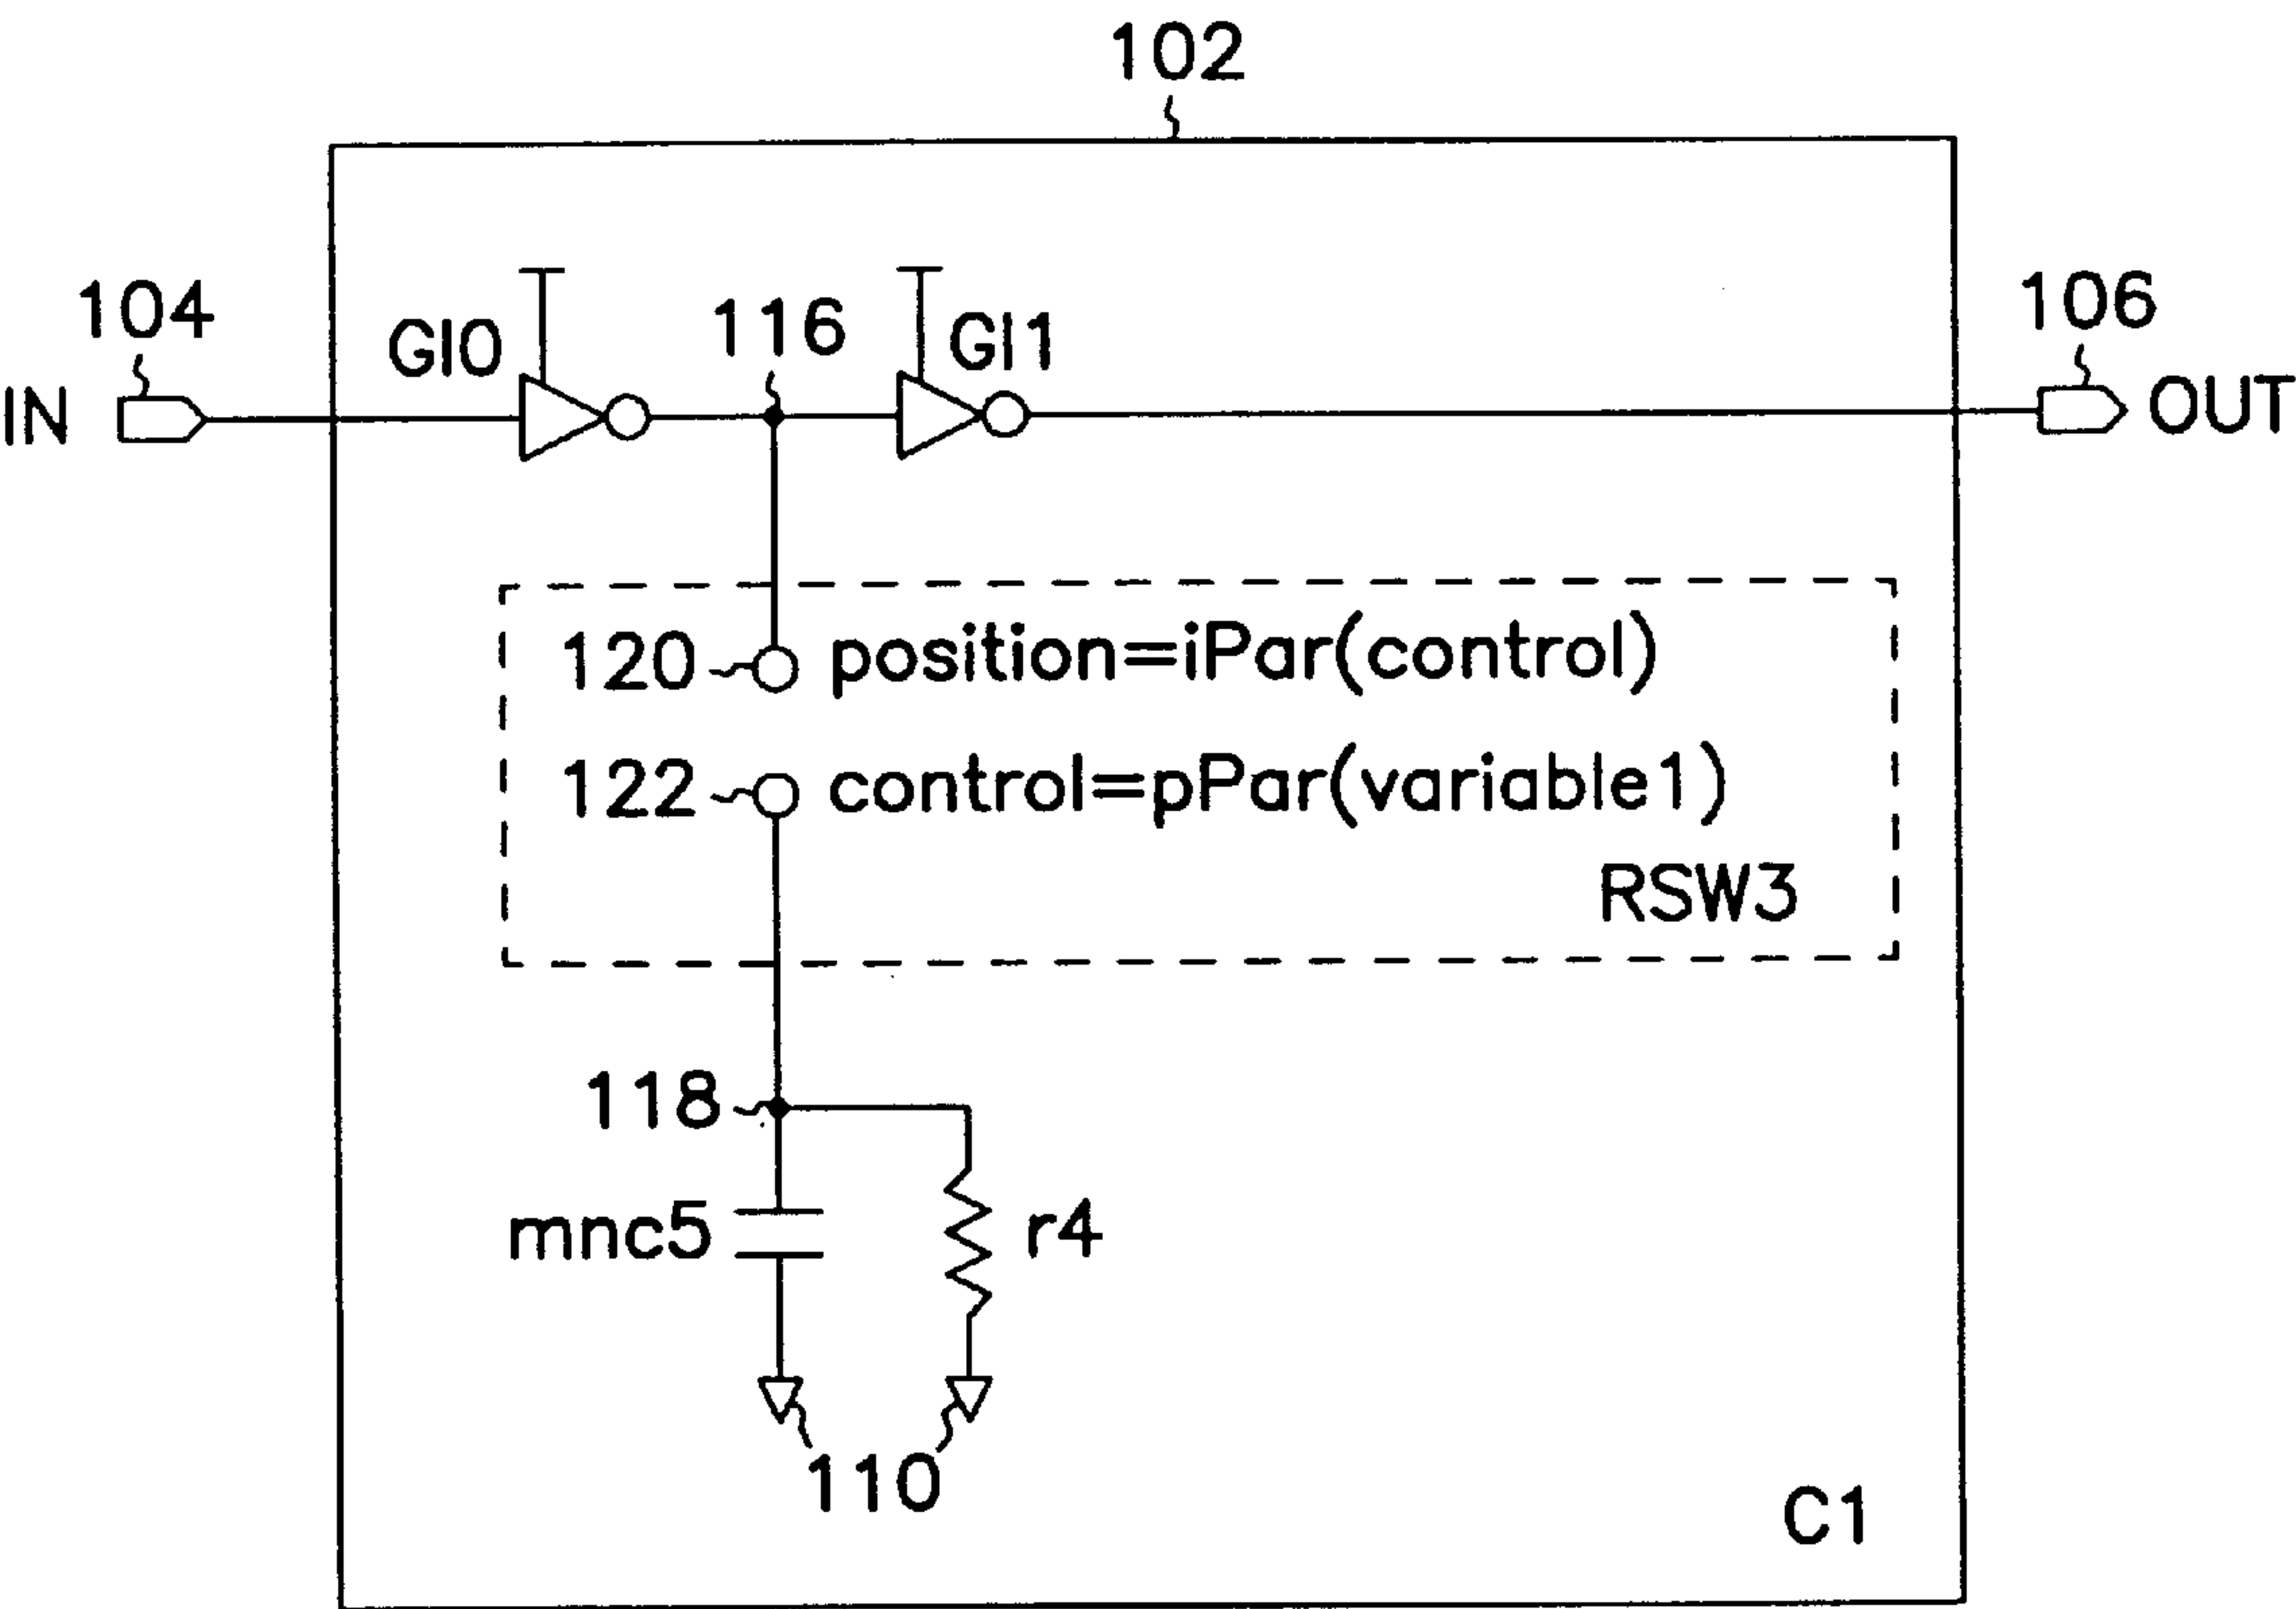 102
104
GI0
116
GI1
106
IN
OUT
120
position=iPar(control)
122
control=pPar(variable1)
RSW3
118
mnc5
r4
110
C1